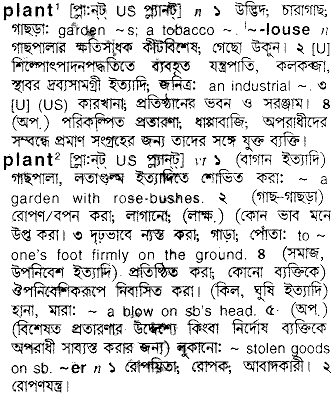 plant¹ [প্লা:ন্‌ট্ US প্ল্যান্‌ট্] n ১ উদ্ভিদ, চারাগাছ;
গাছড়া: garden ~s; a tobacco ~. ˈ~-louse n
গাছপালার ক্ষতিসাধক কীটবিশেষ, গেছো উকুন। ২ [U]
শিল্পোৎপাদনপদ্ধতিতে ব্যবহৃত যন্ত্রপাতি, কলকব্জা,
স্থাবর দ্রব্যসামগ্রী ইত্যাদি; জনিত্র: an industrial ~. ৩
[U] (US) কারখানা; প্রতিষ্ঠানের ভবন ও সরঞ্জাম। ৪
(অপ.) পরিকল্পিত প্রতারণা; ধাপ্পাবাজি, অপরাধীদের
সম্বন্ধে প্রমাণ সংগ্রহের জন্য তাদের সঙ্গে যুক্ত ব্যক্তি।
plant² [প্লা:ন্‌ট্ US প্ল্যান্‌ট্] vt ১ (বাগান ইত্যাদি)
গাছপালা, লতাগুল্ম ইত্যাদিতে শোভিত করা: ~ a
garden with rose-bushes. ২ (গাছ-গাছড়া)
রোপণ/বপন করা; লাগানো; (লাক্ষ.) (কোন ভাব মনে
উপ্ত করা। ৩ দৃঢ়ভাবে ন্যস্ত করা, গাড়া, পোঁতা: to ~
one's foot firmly on the ground. ৪ (সমাজ,
উপনিবেশ ইত্যাদি) প্রতিষ্ঠিত করা; কোনো ব্যক্তিকে)
ঔপনিবেশিকরূপে নিবাসিত করা। (কিল, ঘুষি ইত্যাদি)
হানা, মারা: ~ a blow on sb's head. ৫ (অপ.)
(বিশেষত প্রতারণার উদ্দেশ্যে কিংবা নির্দোষ ব্যক্তিকে
অপরাধী সাব্যস্ত করার জন্য) লুকানো: ~ stolen goods
on sb. ~er n ১ রোপয়িতা; রোপক, আবাদকারী। ২
রোপণযন্ত্র।